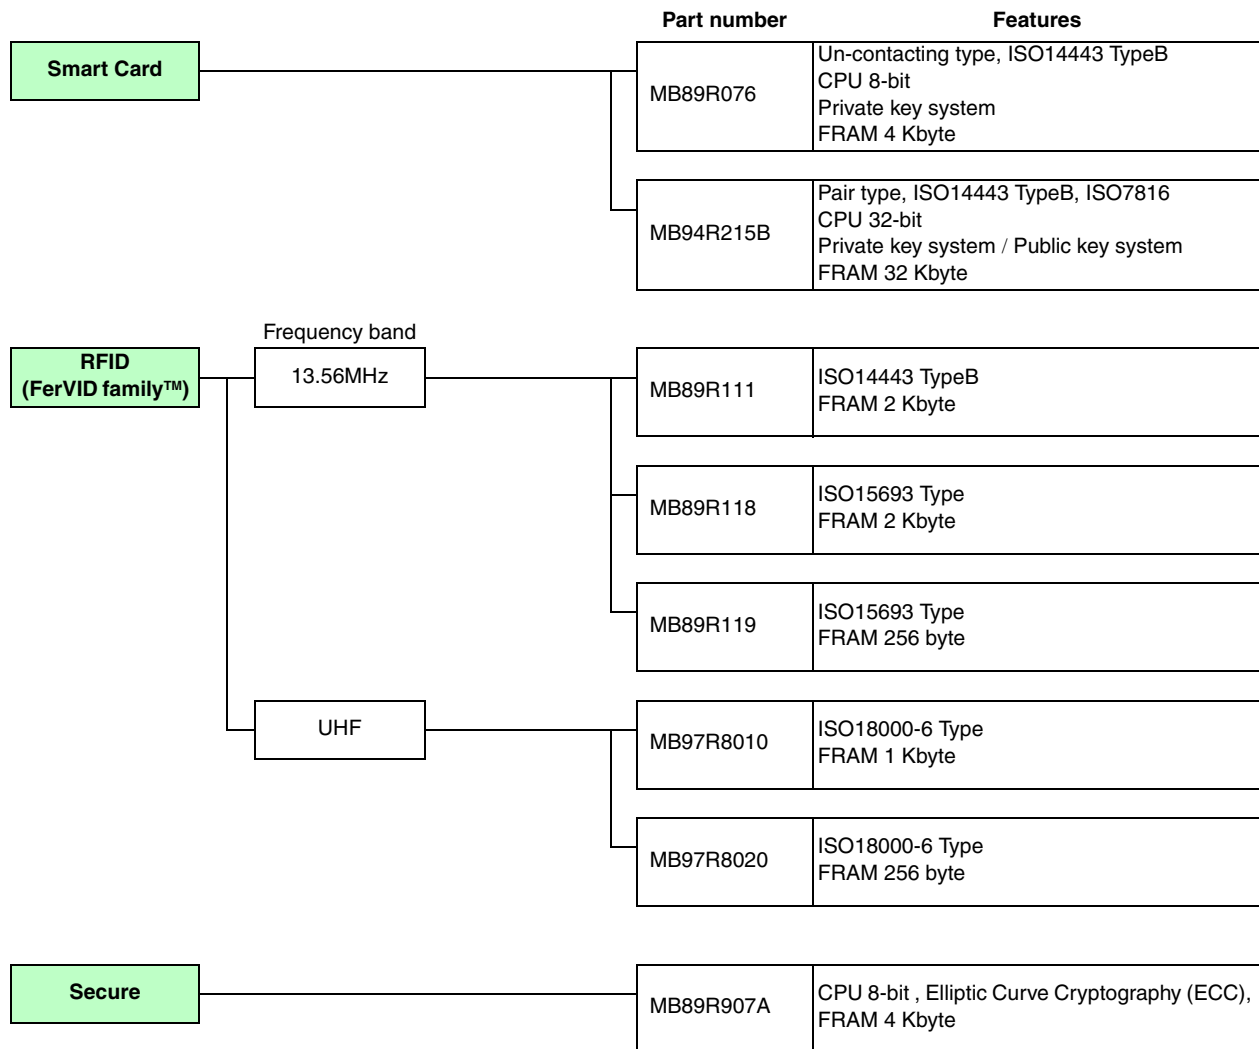 Part number Features
Smart Card
MB89R076
Un-contacting type, ISO14443 TypeB
CPU 8-bit
Private key system
FRAM 4 Kbyte
MB94R215B
Pair type, ISO14443 TypeB, ISO7816
CPU 32-bit
Private key system / Public key system
FRAM 32 Kbyte
Frequency band
RFID
(FerVID family™)
13.56MHz
MB89R111
ISO14443 TypeB
FRAM 2 Kbyte
MB89R118
ISO15693 Type
FRAM 2 Kbyte
MB89R119
ISO15693 Type
FRAM 256 byte
UHF
MB97R8010
ISO18000-6 Type
FRAM 1 Kbyte
MB97R8020
ISO18000-6 Type
FRAM 256 byte
Secure
MB89R907A
CPU 8-bit , Elliptic Curve Cryptography (ECC),
FRAM 4 Kbyte